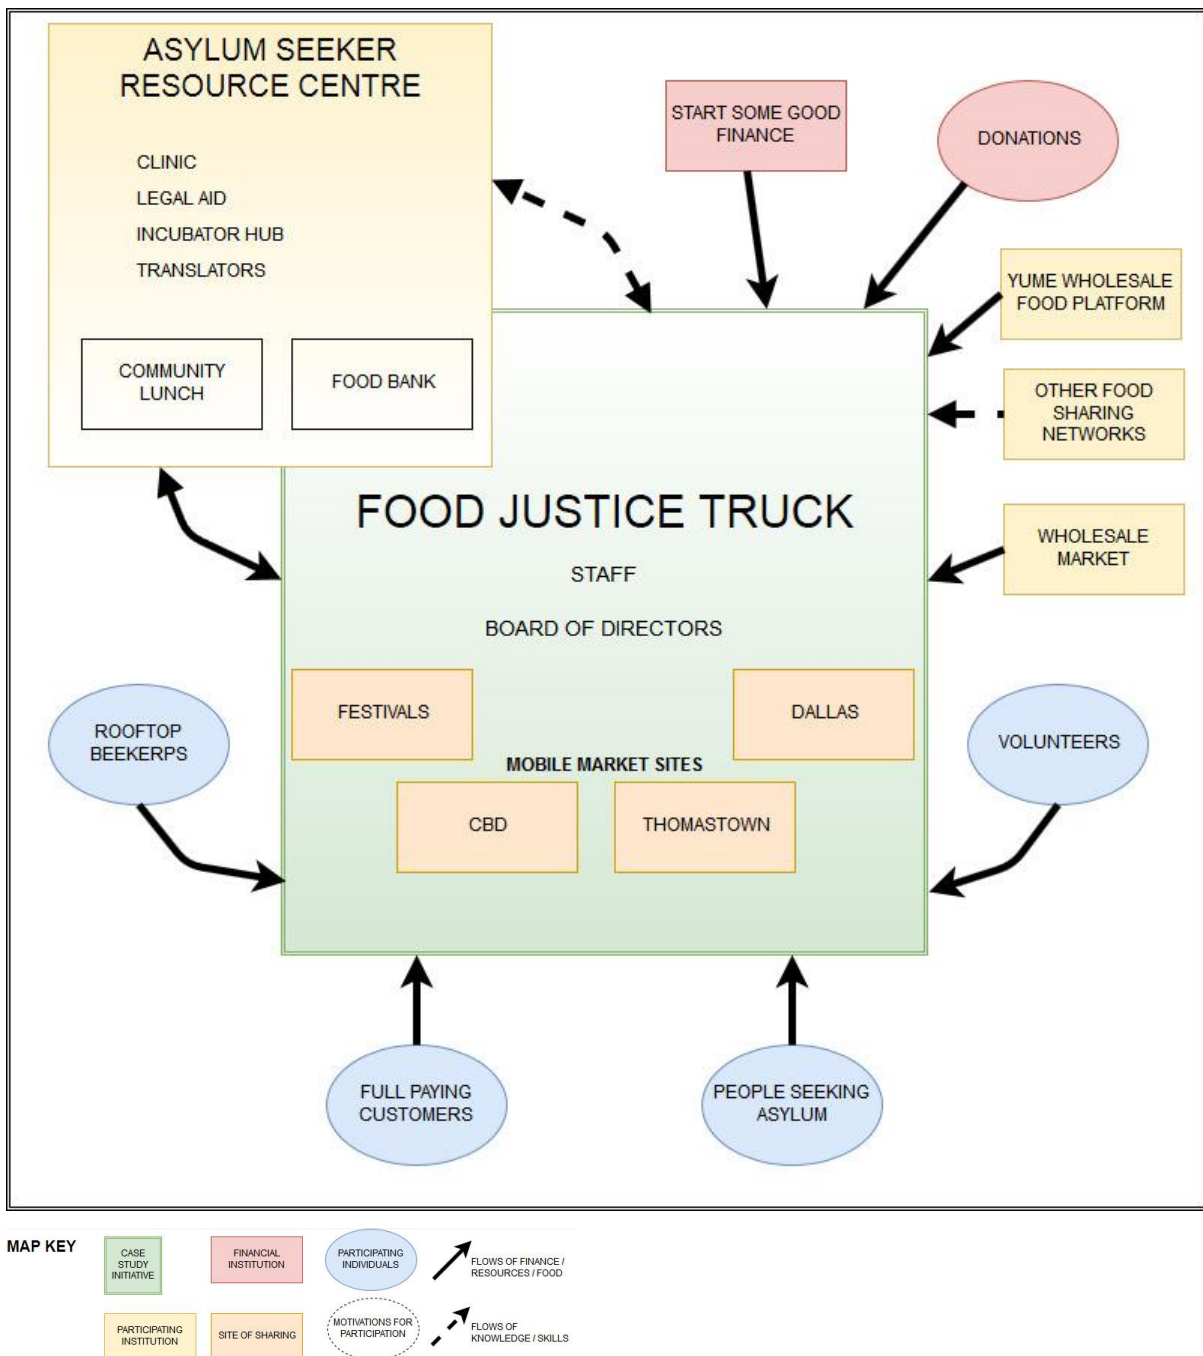 ASYLUM SEEKER
RESOURCE CENTRE
CLINIC
LEGAL AID
INCUBATOR HUB
TRANSLATORS
COMMUNITY
LUNCH
FOOD BANK
START SOME GOOD
FINANCE
DONATIONS
YUME WHOLESALE
FOOD PLATFORM
OTHER FOOD
SHARING
NETWORKS
WHOLESALE
MARKET
FOOD JUSTICE TRUCK
STAFF
BOARD OF DIRECTORS
FESTIVALS
DALLAS
MOBILE MARKET SITES
CBD
THOMASTOWN
ROOFTOP
BEEKERPS
VOLUNTEERS
FULL PAYING
CUSTOMERS
PEOPLE SEEKING
ASYLUM
MAP KEY
CASE
STUDY
INITIATIVE
FINANCIAL
INSTITUTION
PARTICIPATING
INDIVIDUALS
FLOWS OF FINANCE /
RESOURCES / FOOD
PARTICIPATING
INSTITUTION
SITE OF SHARING
MOTIVATIONS FOR
PARTICIPATION
FLOWS OF
KNOWLEDGE / SKILLS